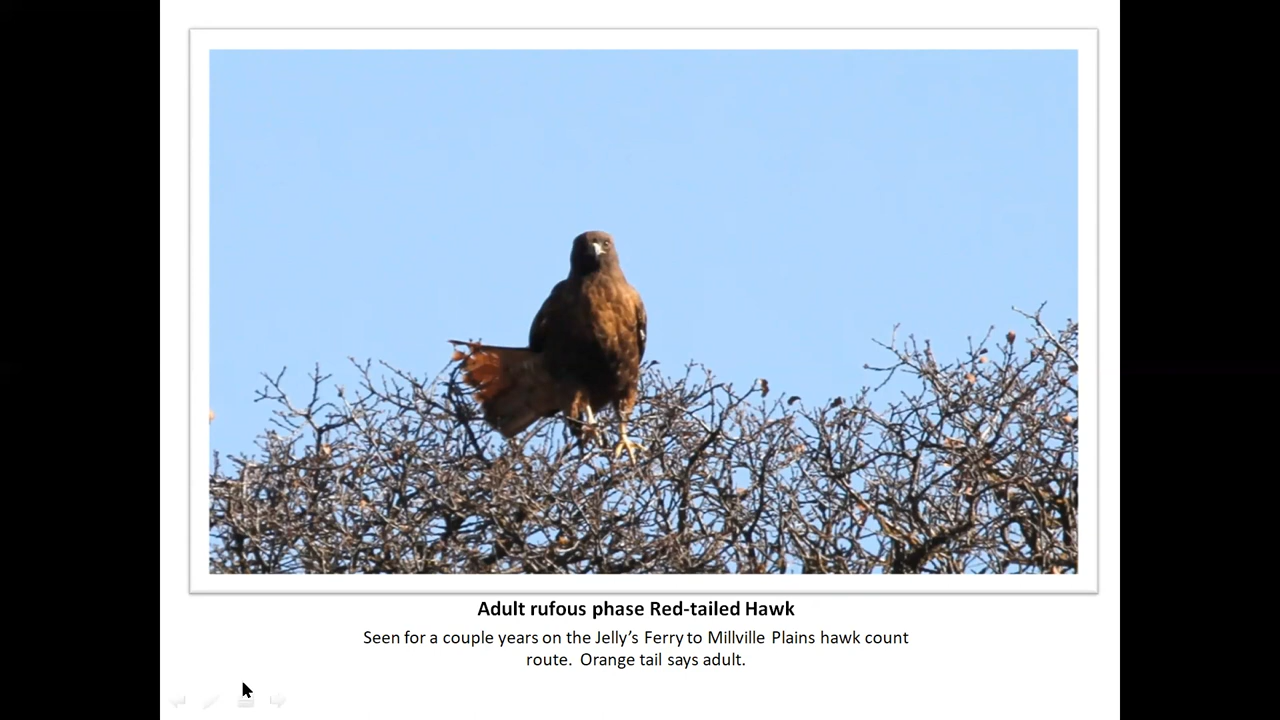 Adult rufous phase Red-tailed Hawk
Seen for a couple years on the Jelly's Ferry to Millville Plains hawk count
route.  Orange tail says adult.